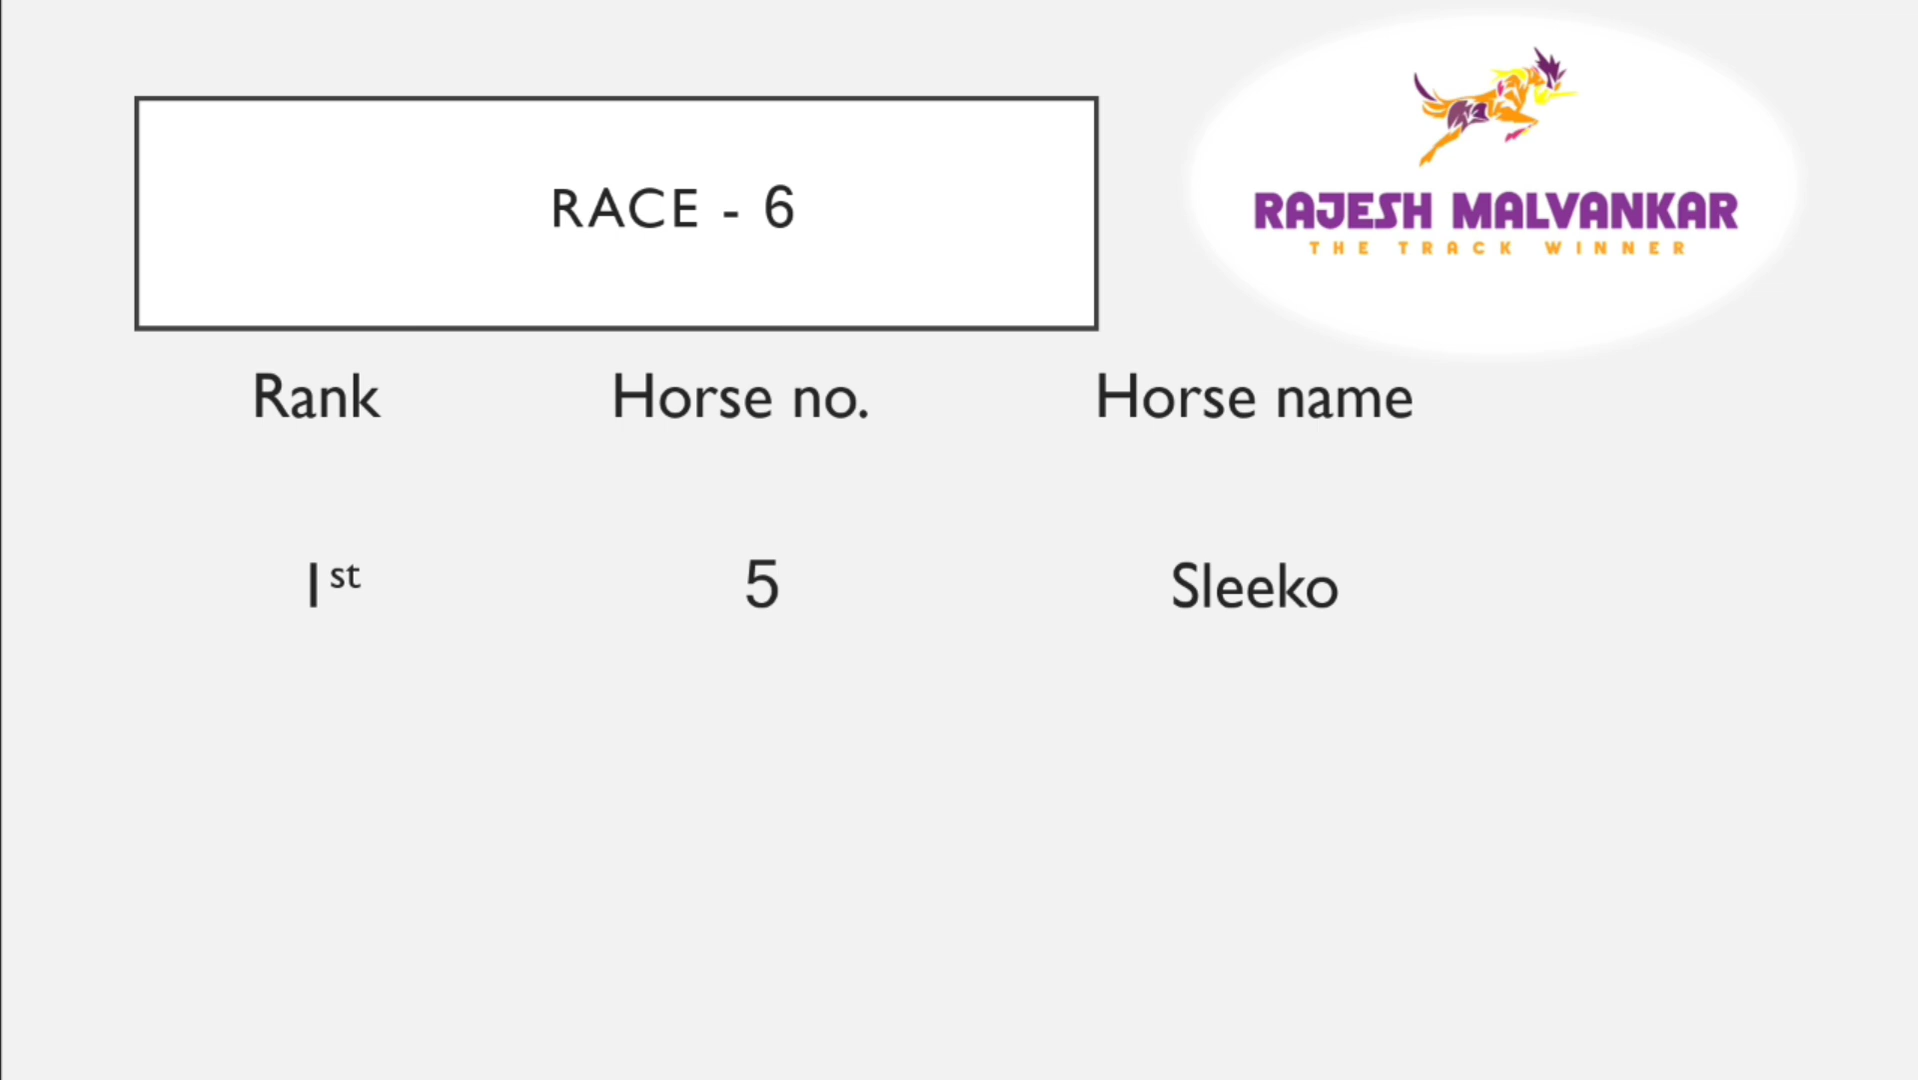 RACE - 6
RAJESH MALVANKAR
THE TRACK WINNER
Rank Horse no. Horse name
1st 5 Sleeko